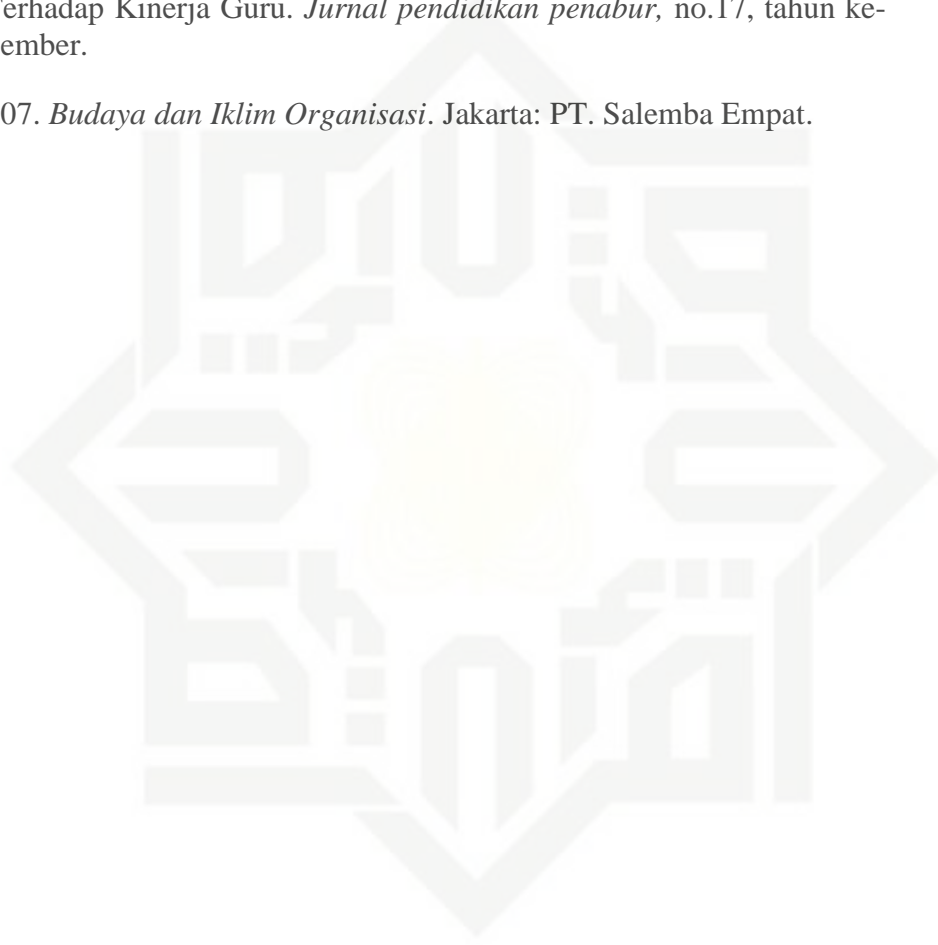 erhadap Kinerja Guru. Jurnal pendidikan penabur, no.17, tahun ke-
ember.
07. Budaya dan Iklim Organisasi. Jakarta: PT. Salemba Empat.